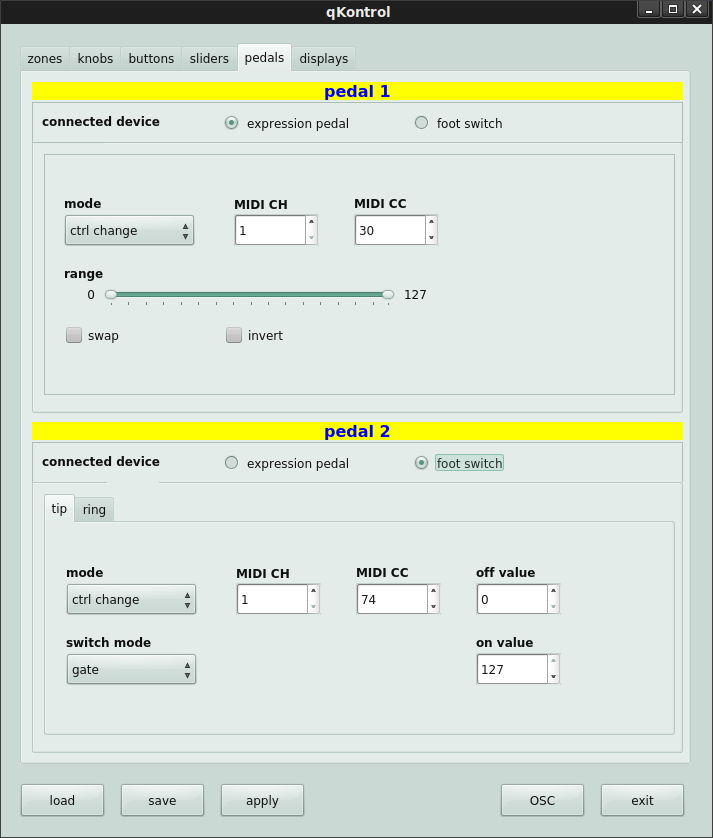 qKontrol
zones knobs buttons sliders pedals displays
pedal 1
connected device expression pedal foot switch
mode MIDI CH MIDI CC
ctrl change 1 30
range
0 127
swap invert
pedal 2
connected device expression pedal foot switch
tip ring
mode MIDI CH MIDI CC off value
ctrl change 1 74 0
switch mode on value
gate 127
load save apply OSC exit